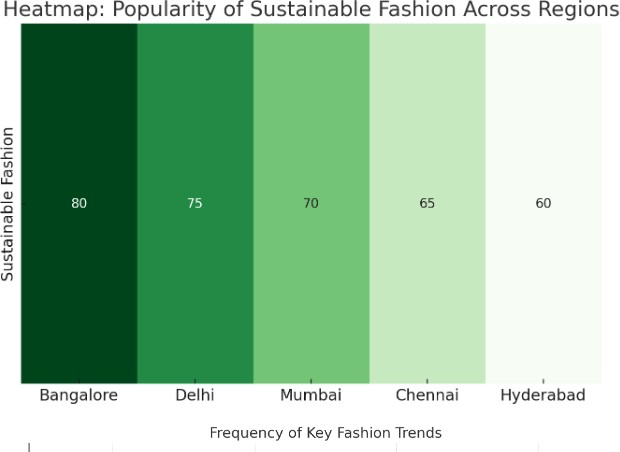 Heatmap: Popularity of Sustainable Fashion Across Regions
Sustainable Fashion
80 75 70 65 60
Bangalore Delhi Mumbai Chennai Hyderabad
Frequency of Key Fashion Trends